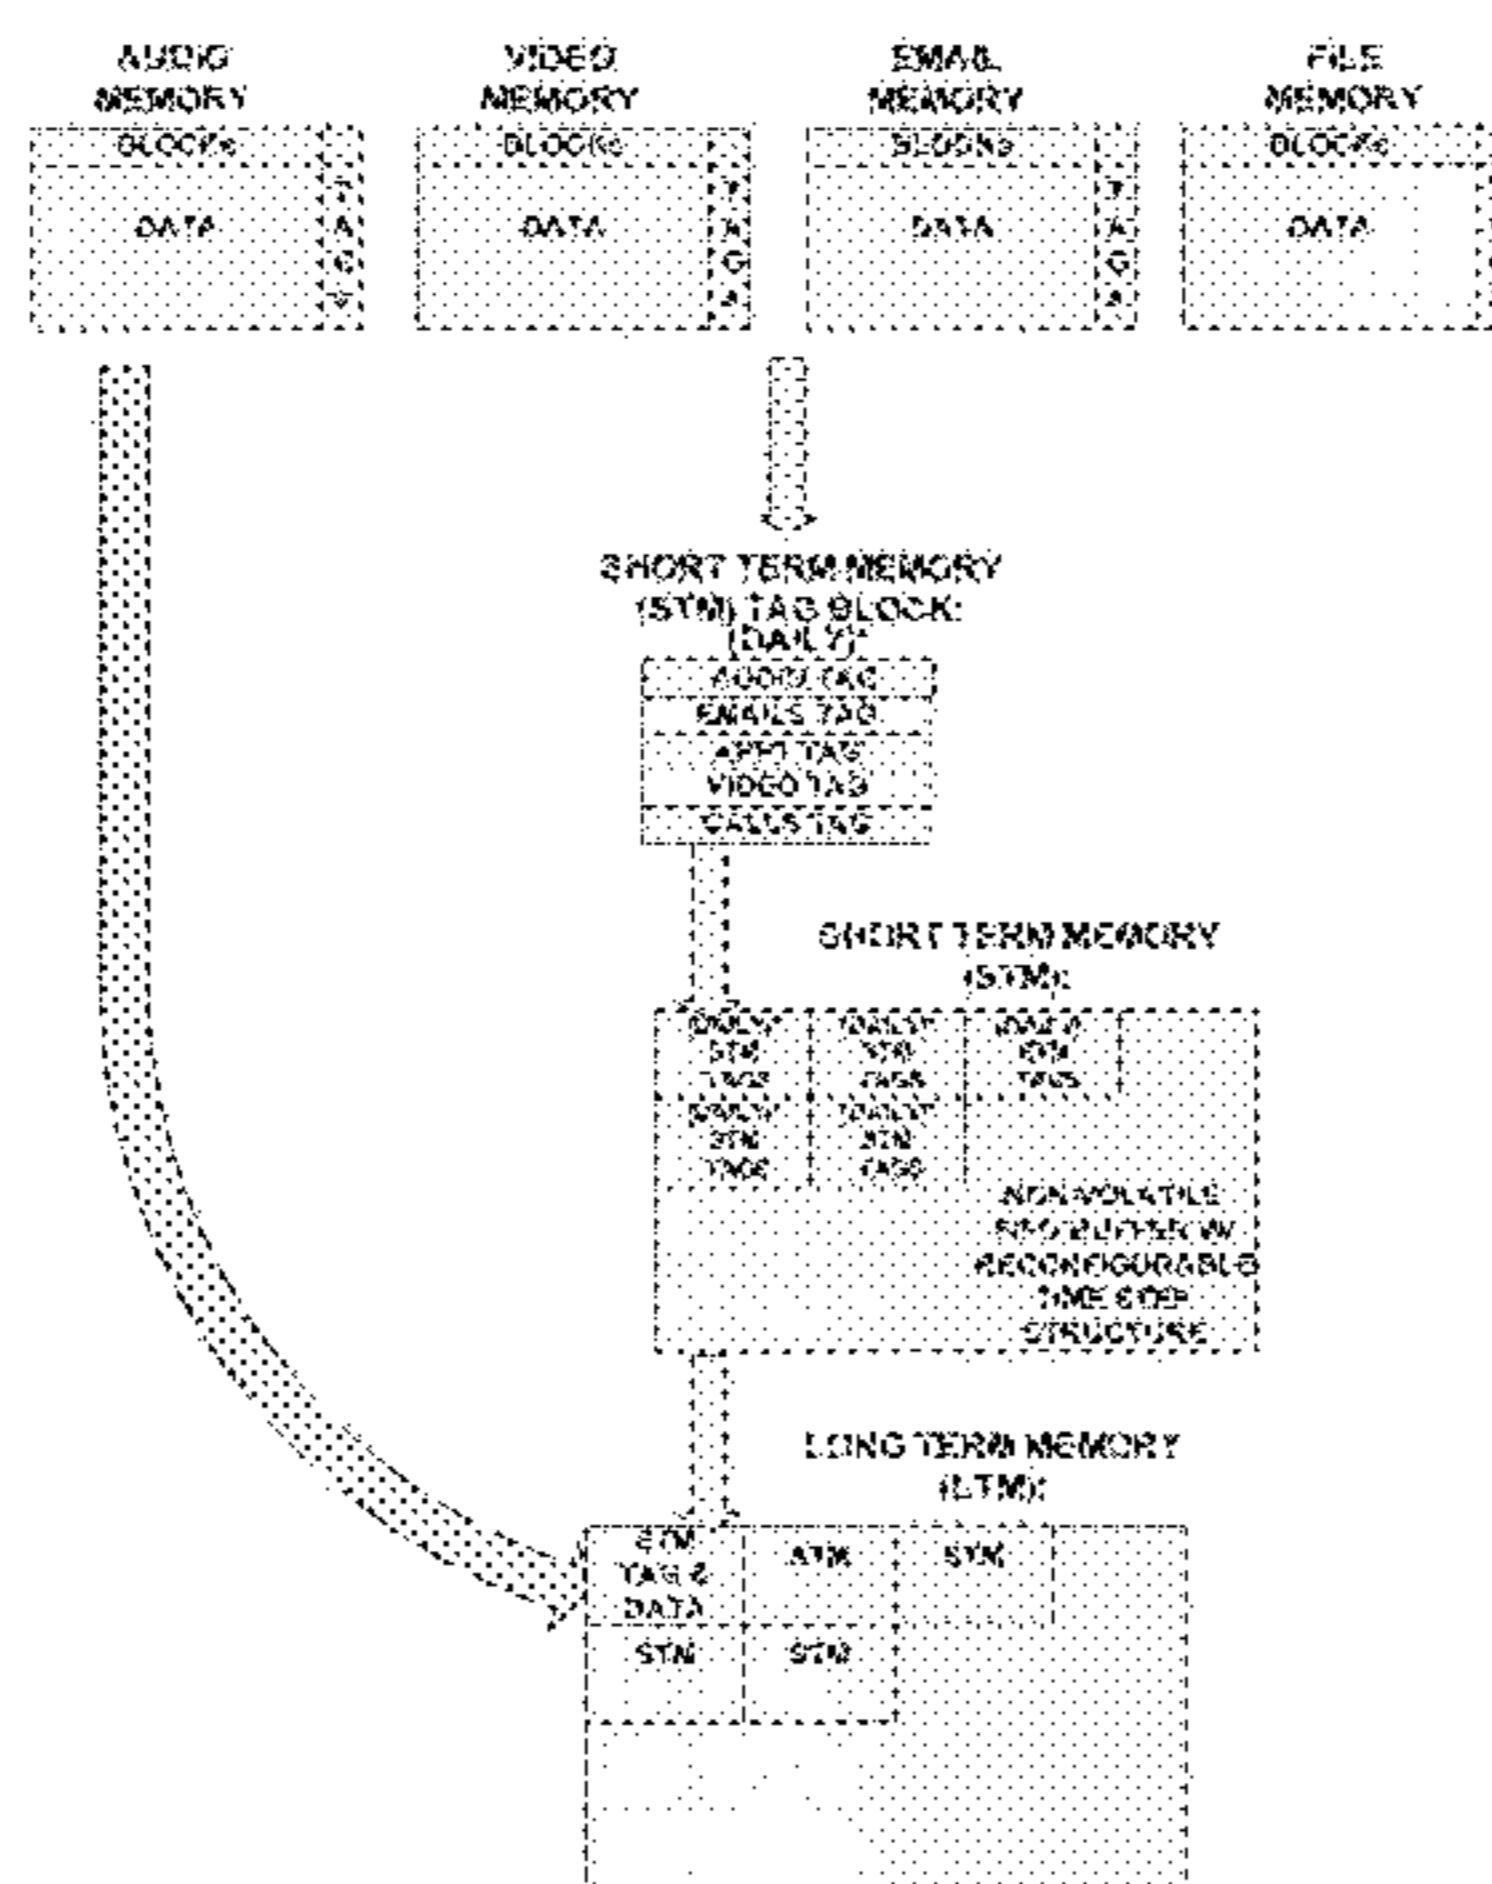 AUDIO
MEMORY
VIDEO
MEMORY
EMAIL
MEMORY
FILE
MEMORY
BLOCKs
BLOCKs
BLOCKs
BLOCKs
DATA
DATA
DATA
DATA
SHORT TERM MEMORY
(STM) TAG BLOCK:
(DAILY)
EMAILS TAG
APPT TAG
VIDEO TAG
CALLS TAG
SHORT TERM MEMORY
(STM):
"DAILY"
STM
TAGS
"DAILY"
STM
TAGS
"DAILY"
STM
TAGS
"DAILY"
STM
TAGS
"DAILY"
STM
TAGS
NON-VOLATILE
RECONFIGURABLE
TIME STEP
STRUCTURE
LONG TERM MEMORY
(LTM):
STM
TAG &
DATA
STM
STM
STM
STM